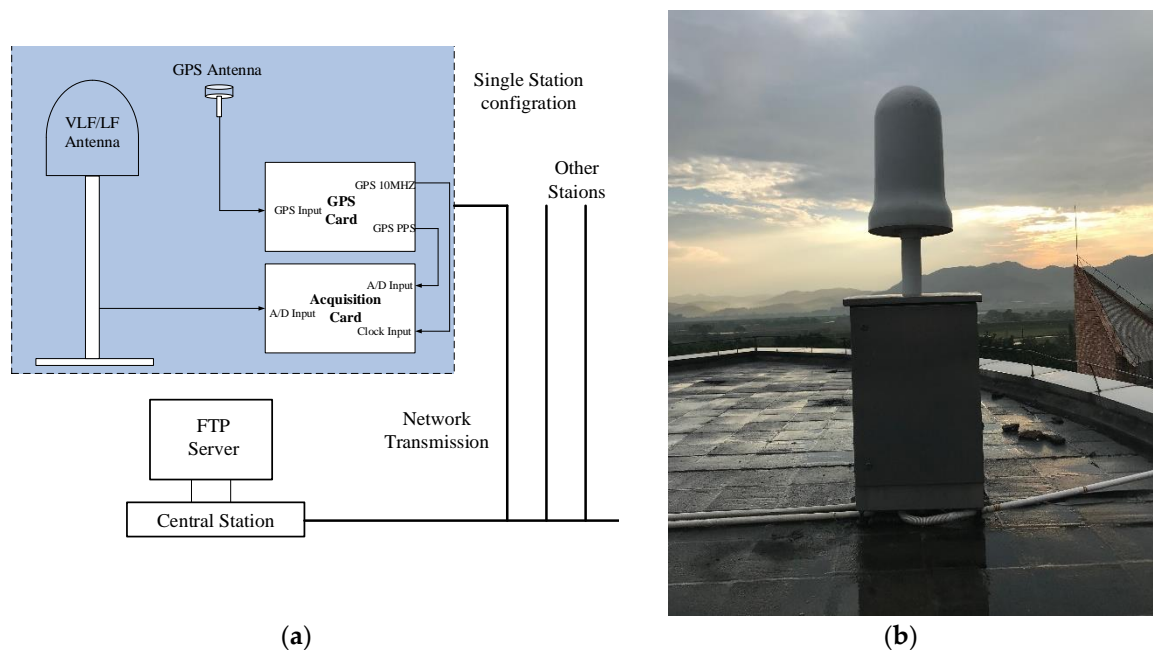 GPS Antenna
VLF/LF
Antenna
Single Station
configration
Other
Staions
GPS 10MHZ
GPS Input
GPS
Card
GPS PPS
A/D Input
Acquisition
Card
A/D Input
Clock Input
Network
Transmission
FTP
Server
Central Station
(a)
(b)